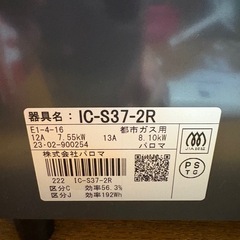 器具名：IC-S37-2R
E1-4-16 都市ガス用
12A 7.55kW 13A 8.10kW
23・02-900254 パロマ
株式会社パロマ
222 IC-S37-2R
区分C 効率56.3%
区分J 効率192Wh
PS
TG